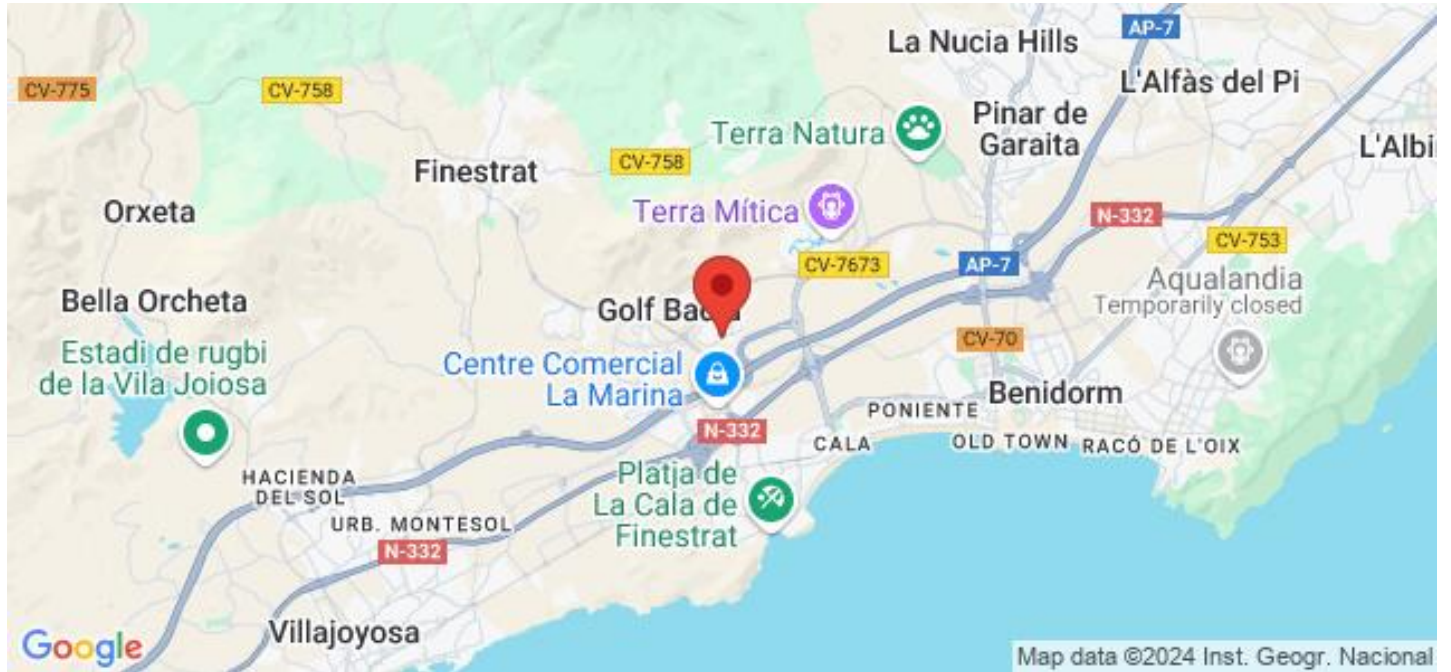 La Nucia Hills
AP-7
CV-775
CV-758
L'Alfàs del Pi
Terra Natura
Pinar de
Garaita
L'Albi
Finestrat
CV-758
Orxeta
Terra Mítica
N-332
CV-753
CV-7673
AP-7
Aqualandia
Temporarily closed
Bella Orcheta
Golf Ba
Estadi de rugbi
de la Vila Joiosa
Centre Comercial
La Marina
CV-70
Benidorm
PONIENTE
N-332
CALA
OLD TOWN
RACÓ DE L'OIX
HACIENDA
DEL SOL
Platja de
La Cala de
Finestrat
URB. MONTESOL
N-332
Villajoyosa
Google
Map data ©2024 Inst. Geogr. Nacional